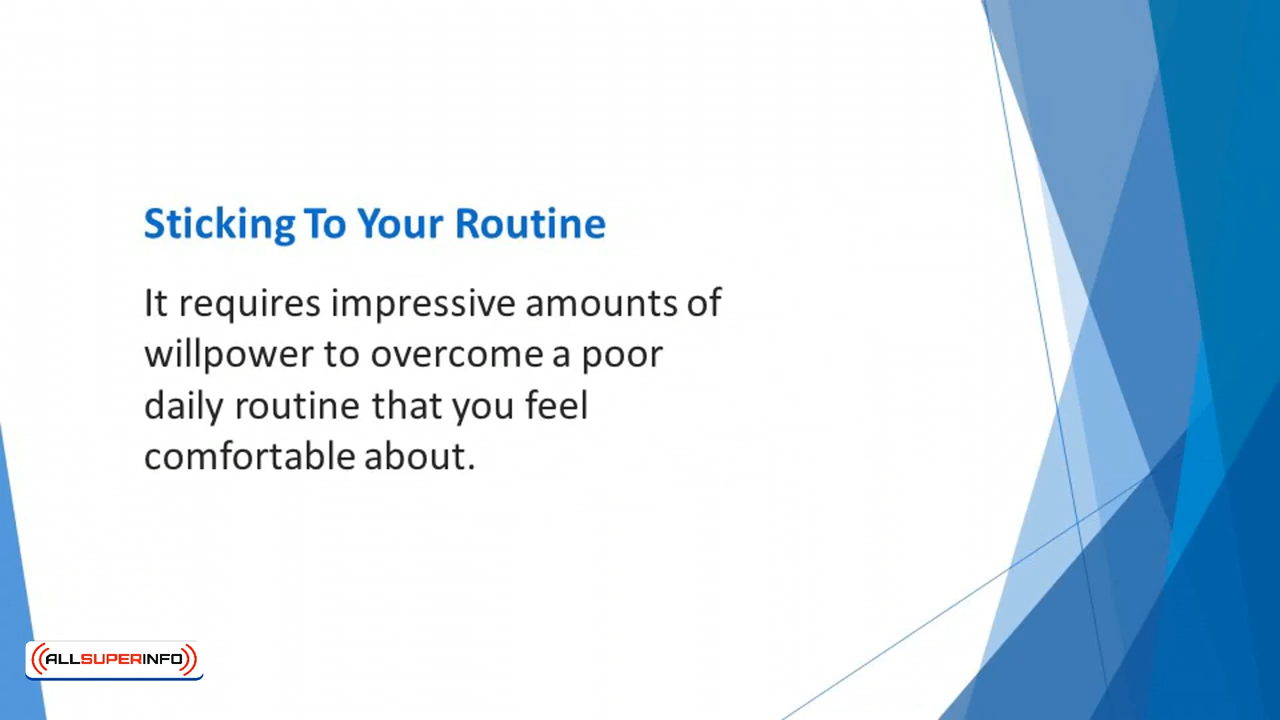 Sticking To Your Routine
It requires impressive amounts of
willpower to overcome a poor
daily routine that you feel
comfortable about.
ALLSUPERINFO